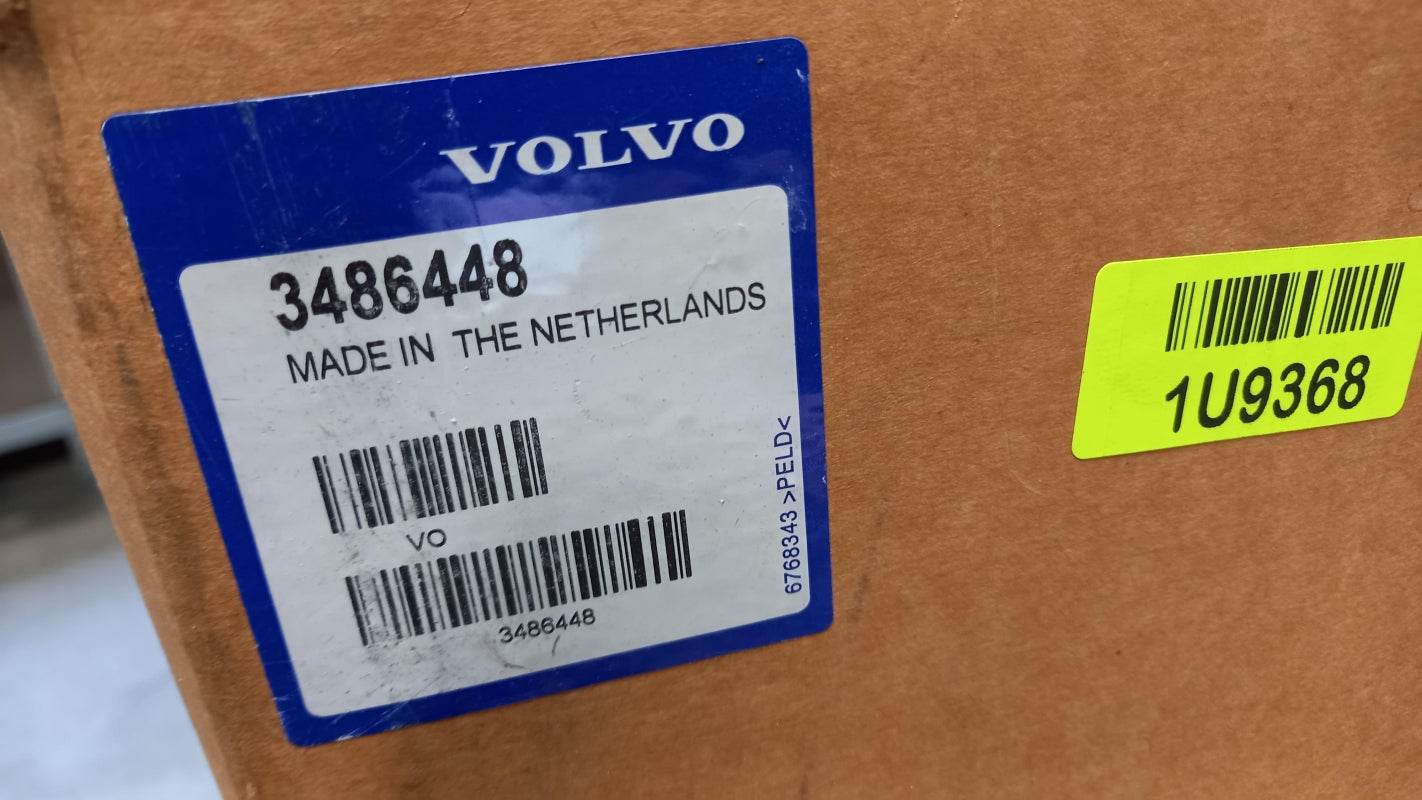 VOLVO
3486448
MADE IN THE NETHERLANDS
VO
3486448
6768343 >PELD<
1U9368